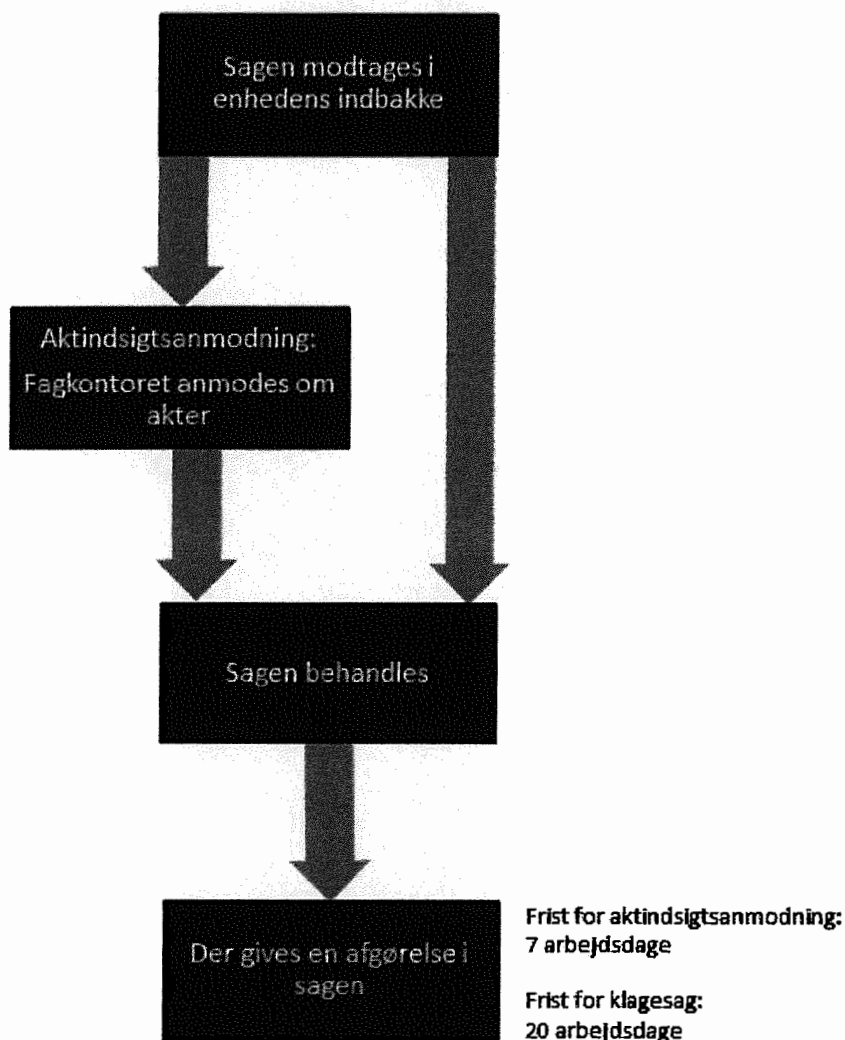 Sagen modtages i
enhedens indbakke
Aktindsigtsanmodning:
Fagkontoret anmodes om
akter
Sagen behandles
Der gives en afgørelse i
sagen
Frist for aktindsigtsanmodning:
7 arbejdsdage
Frist for klagesag:
20 arbejdsdage